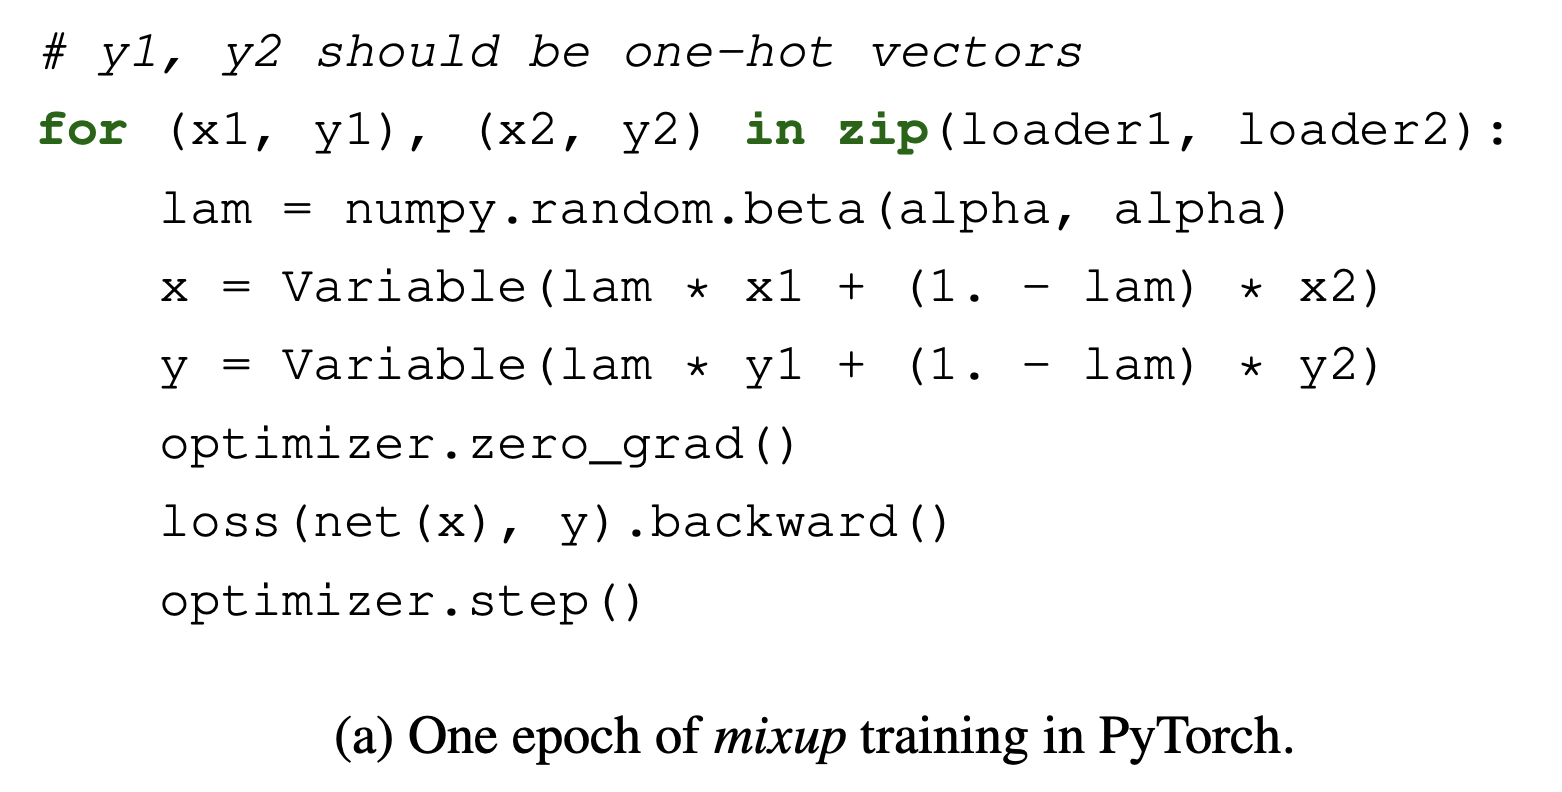 # y1, y2 should be one-hot vectors
for (x1, y1), (x2, y2) in zip(loader1, loader2):
    lam = numpy.random.beta(alpha, alpha)
    x = Variable(lam * x1 + (1. - lam) * x2)
    y = Variable(lam * y1 + (1. - lam) * y2)
    optimizer.zero_grad()
    loss(net(x), y).backward()
    optimizer.step()
(a) One epoch of mixup training in PyTorch.